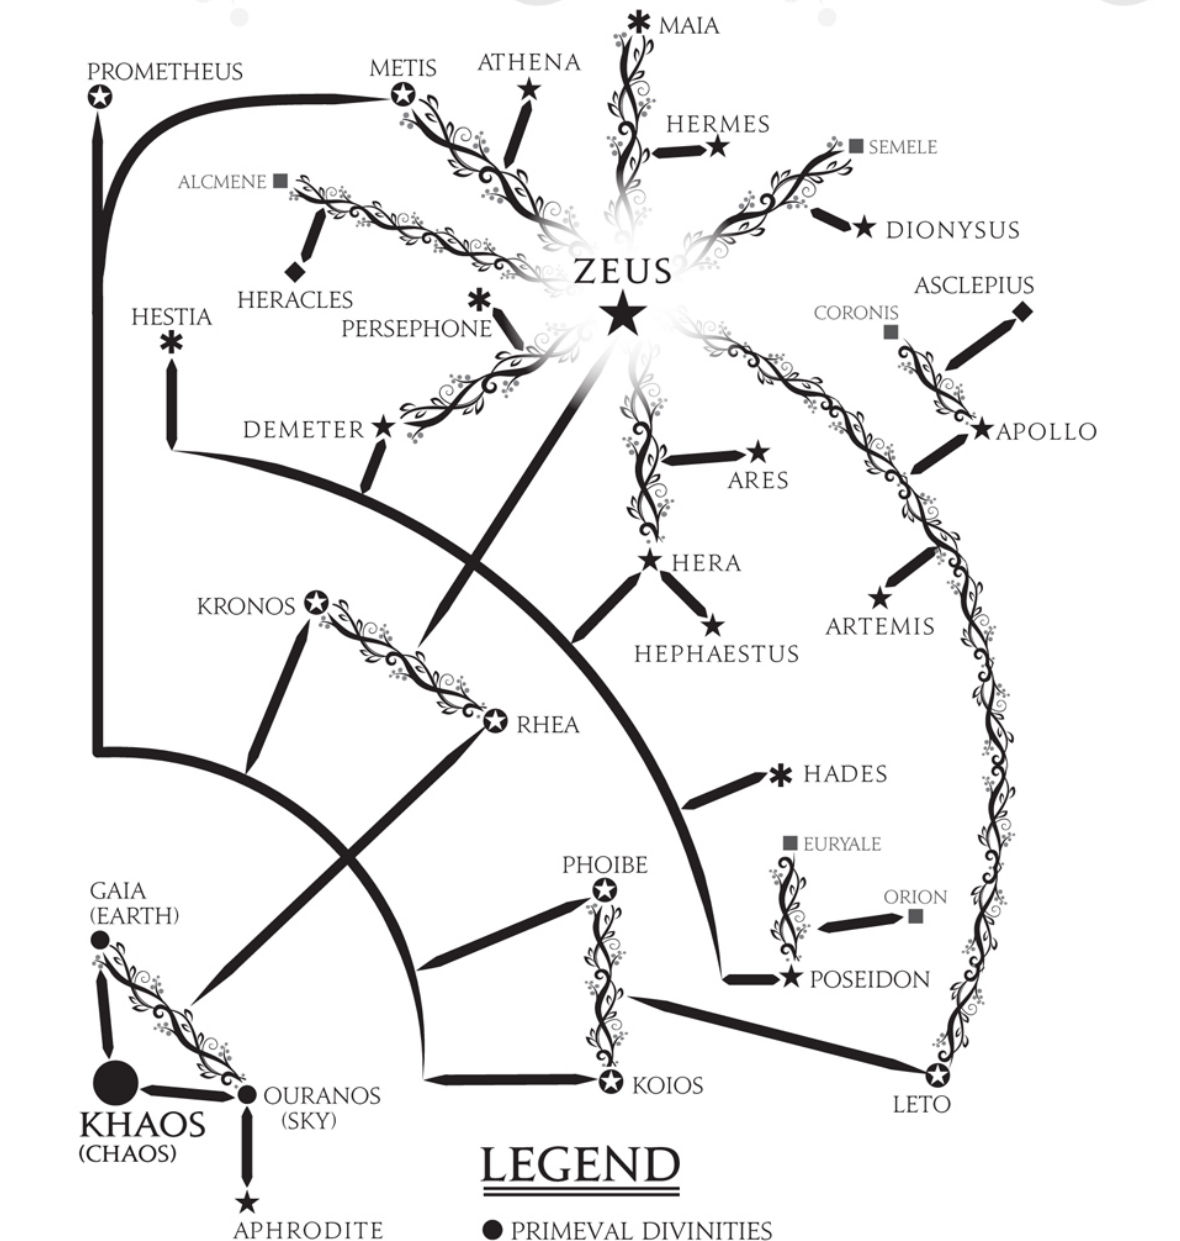 MAIA
PROMETHEUS
METIS
ATHENA
HERMES
SEMELE
ALCMENE
DIONYSUS
ZEUS
HERACLES
ASCLEPIUS
HESTIA
PERSEPHONE
CORONIS
DEMETER
APOLLO
ARES
HERA
KRONOS
ARTEMIS
HEPHAESTUS
RHEA
HADES
EURYALE
PHOIBE
GAIA
(EARTH)
ORION
POSEIDON
KOIOS
OURANOS
(SKY)
LETO
KHAOS
(CHAOS)
LEGEND
APHRODITE
PRIMEVAL DIVINITIES